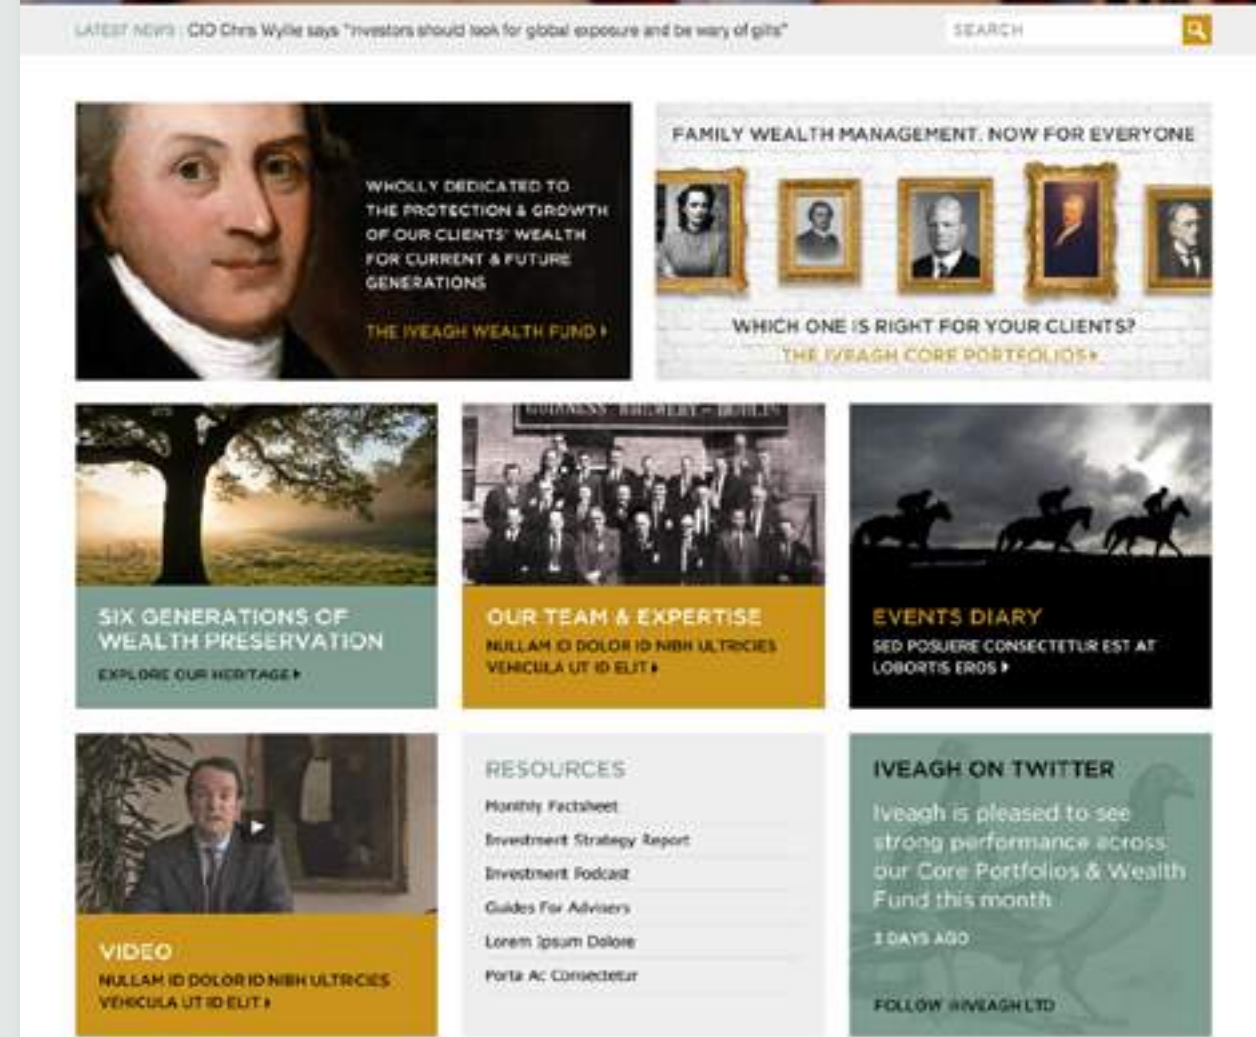 LATEST NEWS : CIO Chris Wyllie says "Investors should look for global exposure and be wary of gilts"
SEARCH
WHOLLY DEDICATED TO
THE PROTECTION & GROWTH
OF OUR CLIENTS' WEALTH
FOR CURRENT & FUTURE
GENERATIONS
THE IVEAGH WEALTH FUND
FAMILY WEALTH MANAGEMENT. NOW FOR EVERYONE
WHICH ONE IS RIGHT FOR YOUR CLIENTS?
THE IVEAGH CORE PORTFOLIOS
SIX GENERATIONS OF
WEALTH PRESERVATION
EXPLORE OUR HERITAGE
GUINNESS BREWERY – DUBLIN
OUR TEAM & EXPERTISE
NULLAM ID DOLOR ID NIBH ULTRICIES
VEHICULA UT ID ELIT
EVENTS DIARY
SED POSUERE CONSECTETUR EST AT
LOBORTIS EROS
VIDEO
NULLAM ID DOLOR ID NIBH ULTRICIES
VEHICULA UT ID ELIT
RESOURCES
Monthly Factsheet
Investment Strategy Report
Investment Podcast
Guides For Advisers
Lorem Ipsum Dolore
Porta Ac Consectetur
IVEAGH ON TWITTER
Iveagh is pleased to see
strong performance across
our Core Portfolios & Wealth
Fund this month
DAYS AGO
FOLLOW @IVEAGHLTD